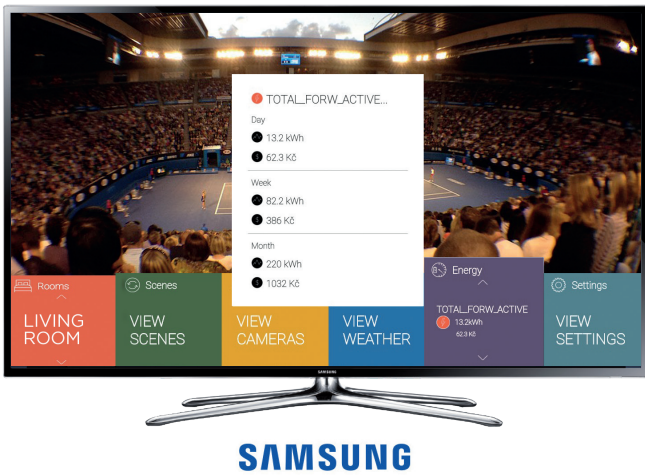 TOTAL_FORW_ACTIVE...
Day
13.2 kWh
62.3 Kč
Week
82.2 kWh
386 Kč
Month
220 kWh
1032 Kč
Rooms
LIVING
ROOM
Scenes
VIEW
SCENES
VIEW
CAMERAS
VIEW
WEATHER
Energy
TOTAL_FORW_ACTIVE
13.2kWh
62.3 Kč
Settings
VIEW
SETTINGS
SAMSUNG
SAMSUNG